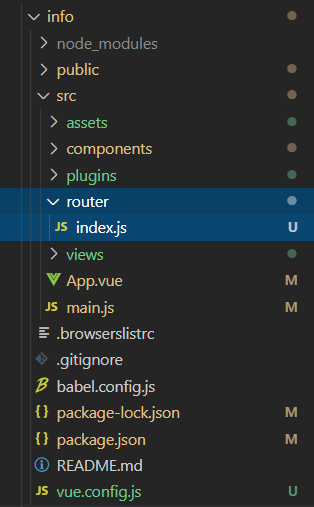 info
node_modules
public
src
assets
components
plugins
router
JS index.js U
views
App.vue M
JS main.js M
.browserslistrc
.gitignore
babel.config.js
{} package-lock.json M
{} package.json M
README.md
JS vue.config.js U